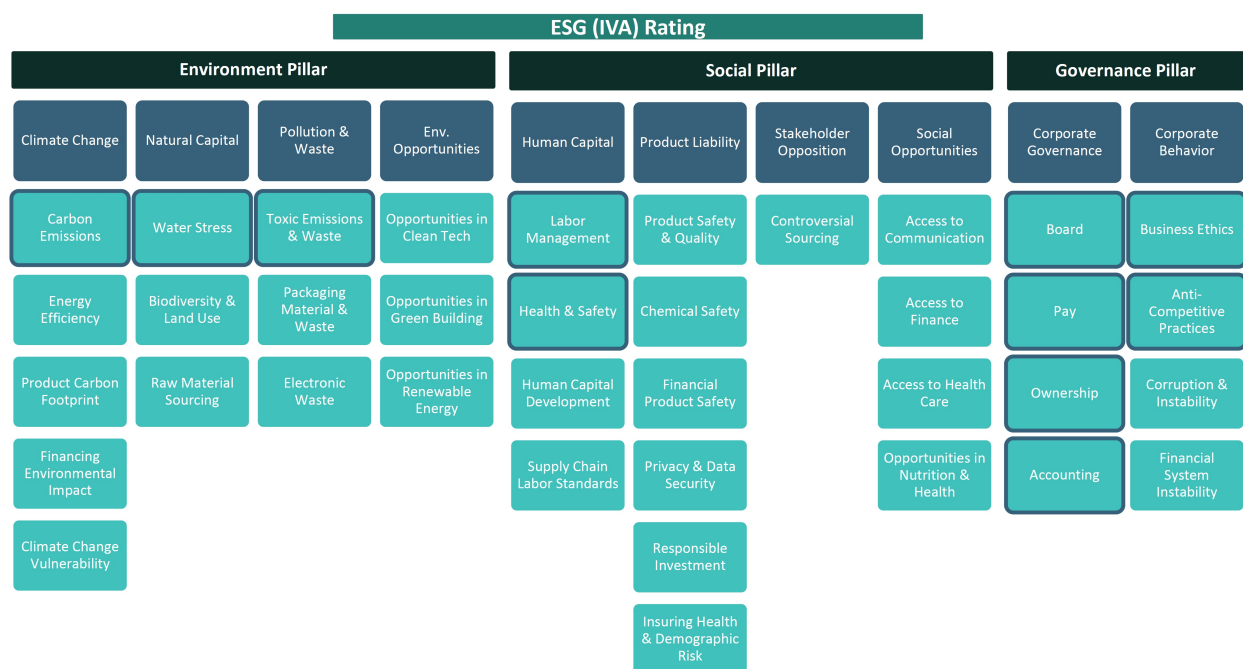 ESG (IVA) Rating
Environment Pillar
Social Pillar
Governance Pillar
Climate Change
Natural Capital
Pollution &
Waste
Env.
Opportunities
Human Capital
Product Liability
Stakeholder
Opposition
Social
Opportunities
Corporate
Governance
Corporate
Behavior
Carbon
Emissions
Water Stress
Toxic Emissions
& Waste
Opportunities in
Clean Tech
Labor
Management
Product Safety
& Quality
Controversial
Sourcing
Access to
Communication
Board
Business Ethics
Energy
Efficiency
Biodiversity &
Land Use
Packaging
Material &
Waste
Opportunities in
Green Building
Health & Safety
Chemical Safety
Access to
Finance
Pay
Anti-
Competitive
Practices
Product Carbon
Footprint
Raw Material
Sourcing
Electronic
Waste
Opportunities in
Renewable
Energy
Human Capital
Development
Financial
Product Safety
Access to Health
Care
Ownership
Corruption &
Instability
Financing
Environmental
Impact
Supply Chain
Labor Standards
Privacy & Data
Security
Opportunities in
Nutrition &
Health
Accounting
Financial
System
Instability
Climate Change
Vulnerability
Responsible
Investment
Insuring Health
& Demographic
Risk